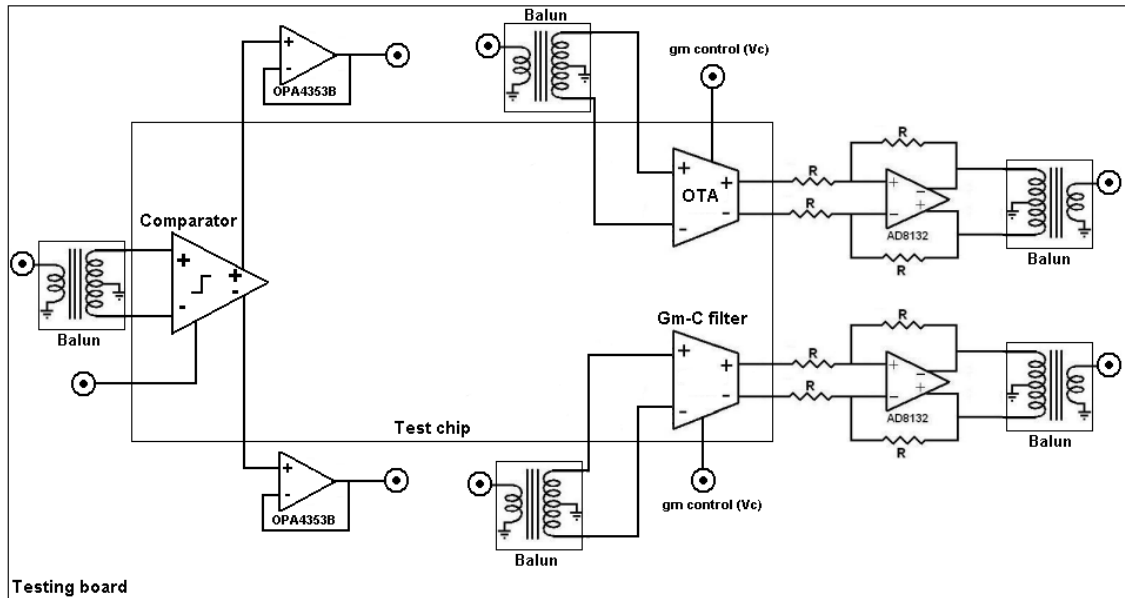 Balun
gm control (Vc)
+
-
OPA4353B
R
R
+
-
+
-
OTA
R
+
-
-
+
AD8132
R
Balun
Comparator
+
-
+
-
Balun
Gm-C filter
R
R
+
-
+
-
R
+
-
-
+
AD8132
R
Balun
Test chip
+
-
OPA4353B
gm control (Vc)
Balun
Testing board